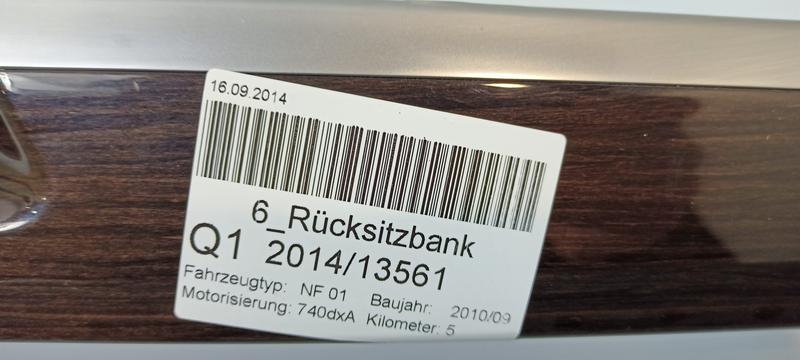 16.09.2014
6_Rücksitzbank
Q1 2014/13561
Fahrzeugtyp: NF 01 Baujahr: 2010/09
Motorisierung: 740dxA Kilometer: 5